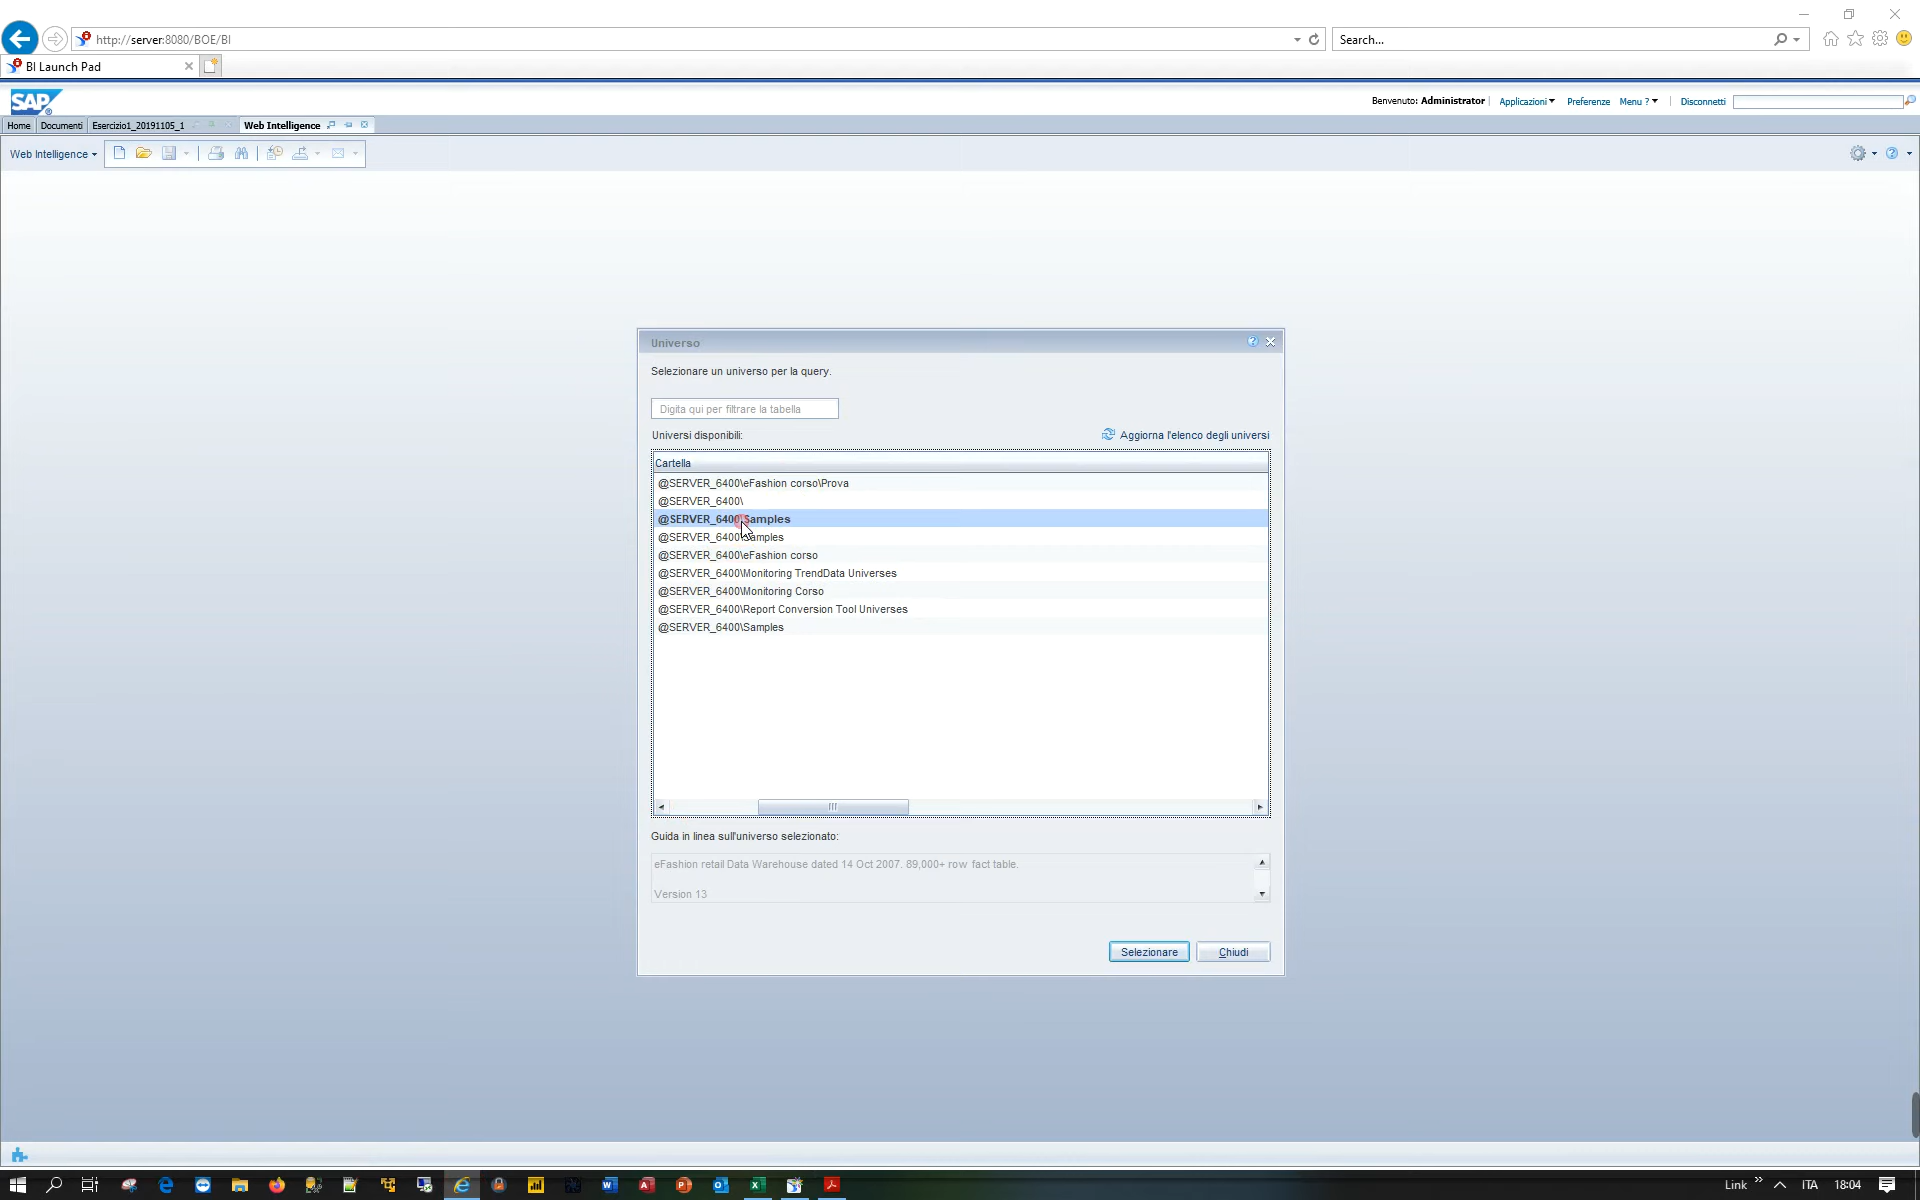 http://server:8080/BOE/BI
Search...
BI Launch Pad
SAP
Benvenuto: Administrator
Applicazioni
Preferenze
Menu ?
Disconnetti
Home
Documenti
Esercizio1_20191105_1
Web Intelligence
Web Intelligence
Universo
Selezionare un universo per la query.
Digita qui per filtrare la tabella
Universi disponibili:
Aggiorna l'elenco degli universi
Cartella
@SERVER_6400\eFashion corso\Prova
@SERVER_6400\
@SERVER_6400\Samples
@SERVER_6400\Samples
@SERVER_6400\eFashion corso
@SERVER_6400\Monitoring TrendData Universes
@SERVER_6400\Monitoring Corso
@SERVER_6400\Report Conversion Tool Universes
@SERVER_6400\Samples
Guida in linea sull'universo selezionato:
eFashion retail Data Warehouse dated 14 Oct 2007. 89,000+ row fact table.
Version 13
Selezionare
Chiudi
Link
ITA
18:04